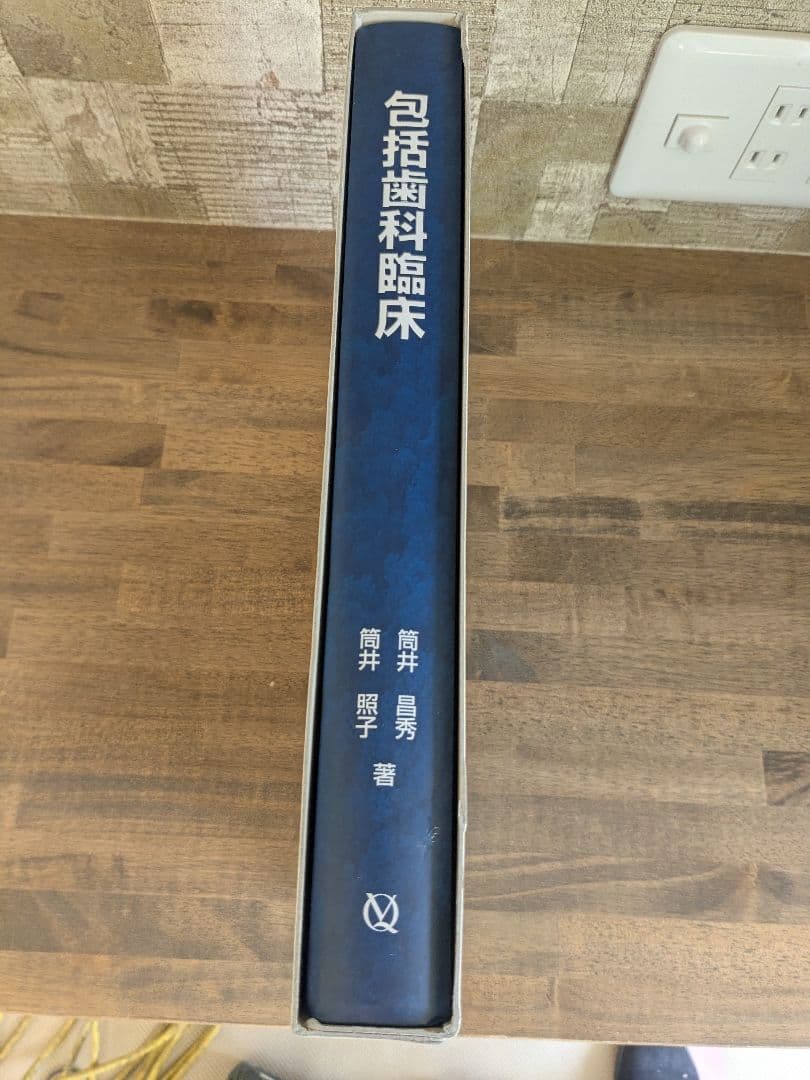 包括歯科臨床
筒井 昌秀
筒井 照子
著